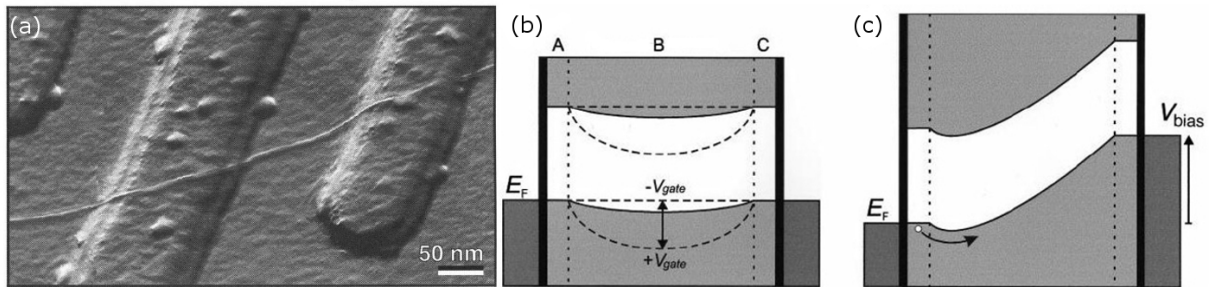 (a)
50 nm
(b)
A B C
E_F
-V_gate
+V_gate
(c)
V_bias
E_F